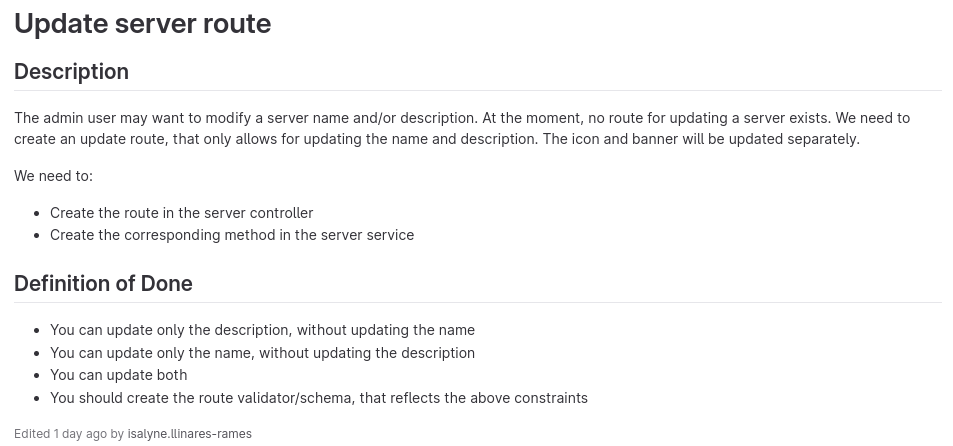 Update server route
Description
The admin user may want to modify a server name and/or description. At the moment, no route for updating a server exists. We need to
create an update route, that only allows for updating the name and description. The icon and banner will be updated separately.
We need to:
• Create the route in the server controller
• Create the corresponding method in the server service
Definition of Done
• You can update only the description, without updating the name
• You can update only the name, without updating the description
• You can update both
• You should create the route validator/schema, that reflects the above constraints
Edited 1 day ago by isalyne.llinares-rames